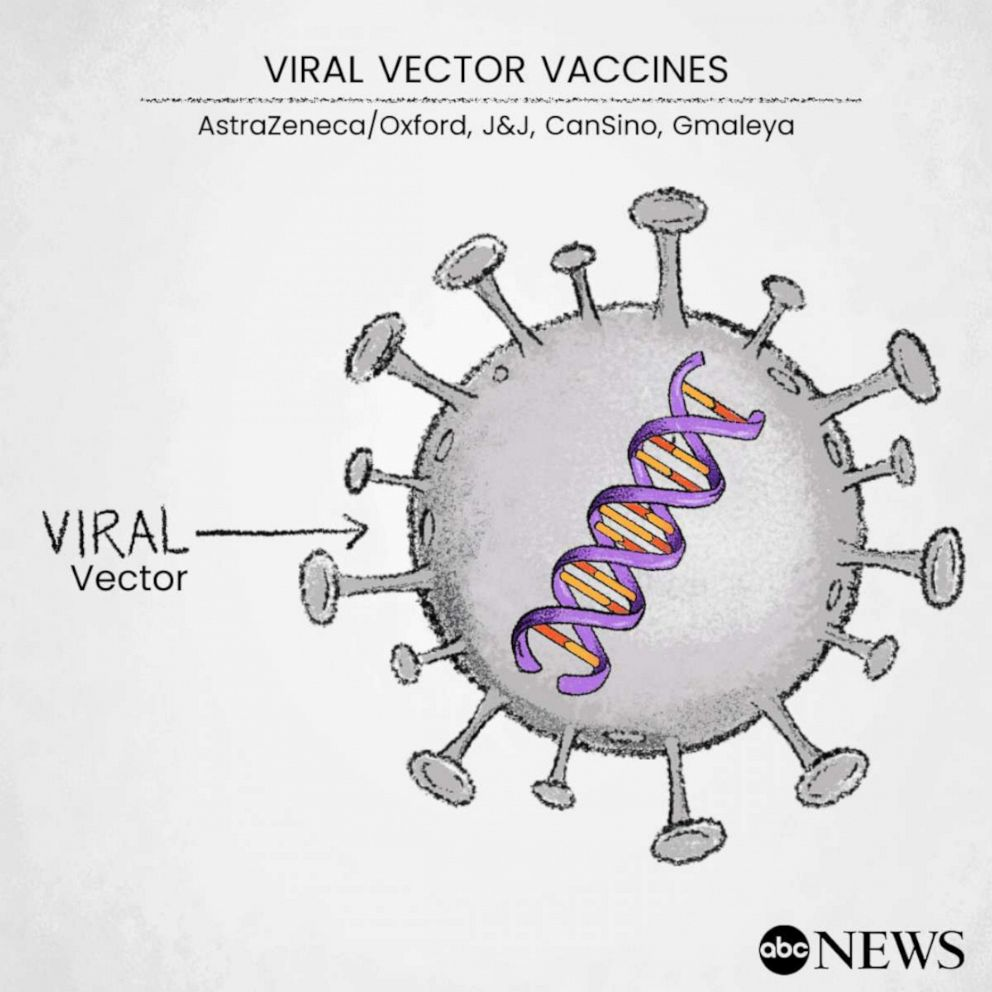 VIRAL VECTOR VACCINES
AstraZeneca/Oxford, J&J, CanSino, Gmaleya
VIRAL
Vector
abc NEWS